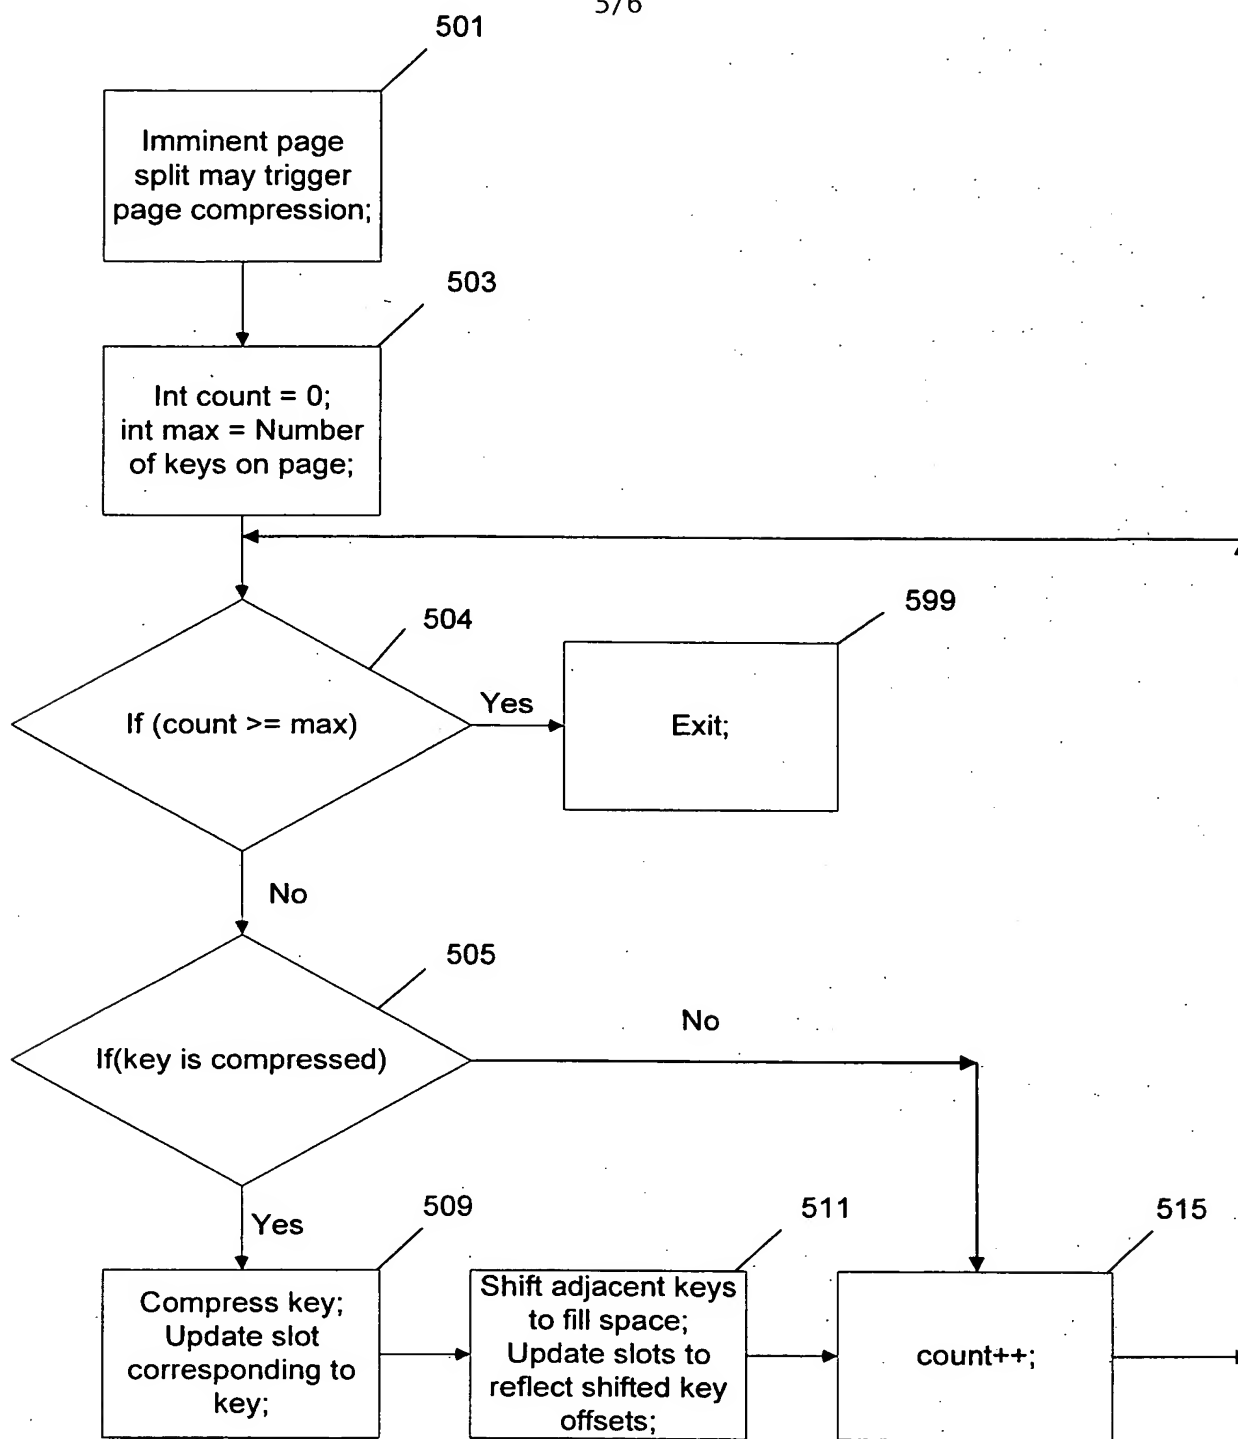 5/6
501
Imminent page
split may trigger
page compression;
503
Int count = 0;
int max = Number
of keys on page;
504
If (count >= max)
Yes
599
Exit;
No
505
If(key is compressed)
No
Yes
509
Compress key;
Update slot
corresponding to
key;
511
Shift adjacent keys
to fill space;
Update slots to
reflect shifted key
offsets;
515
count++;